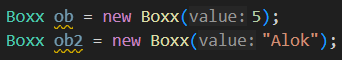 Boxx ob = new Boxx(value: 5);
Boxx ob2 = new Boxx(value: "Alok");